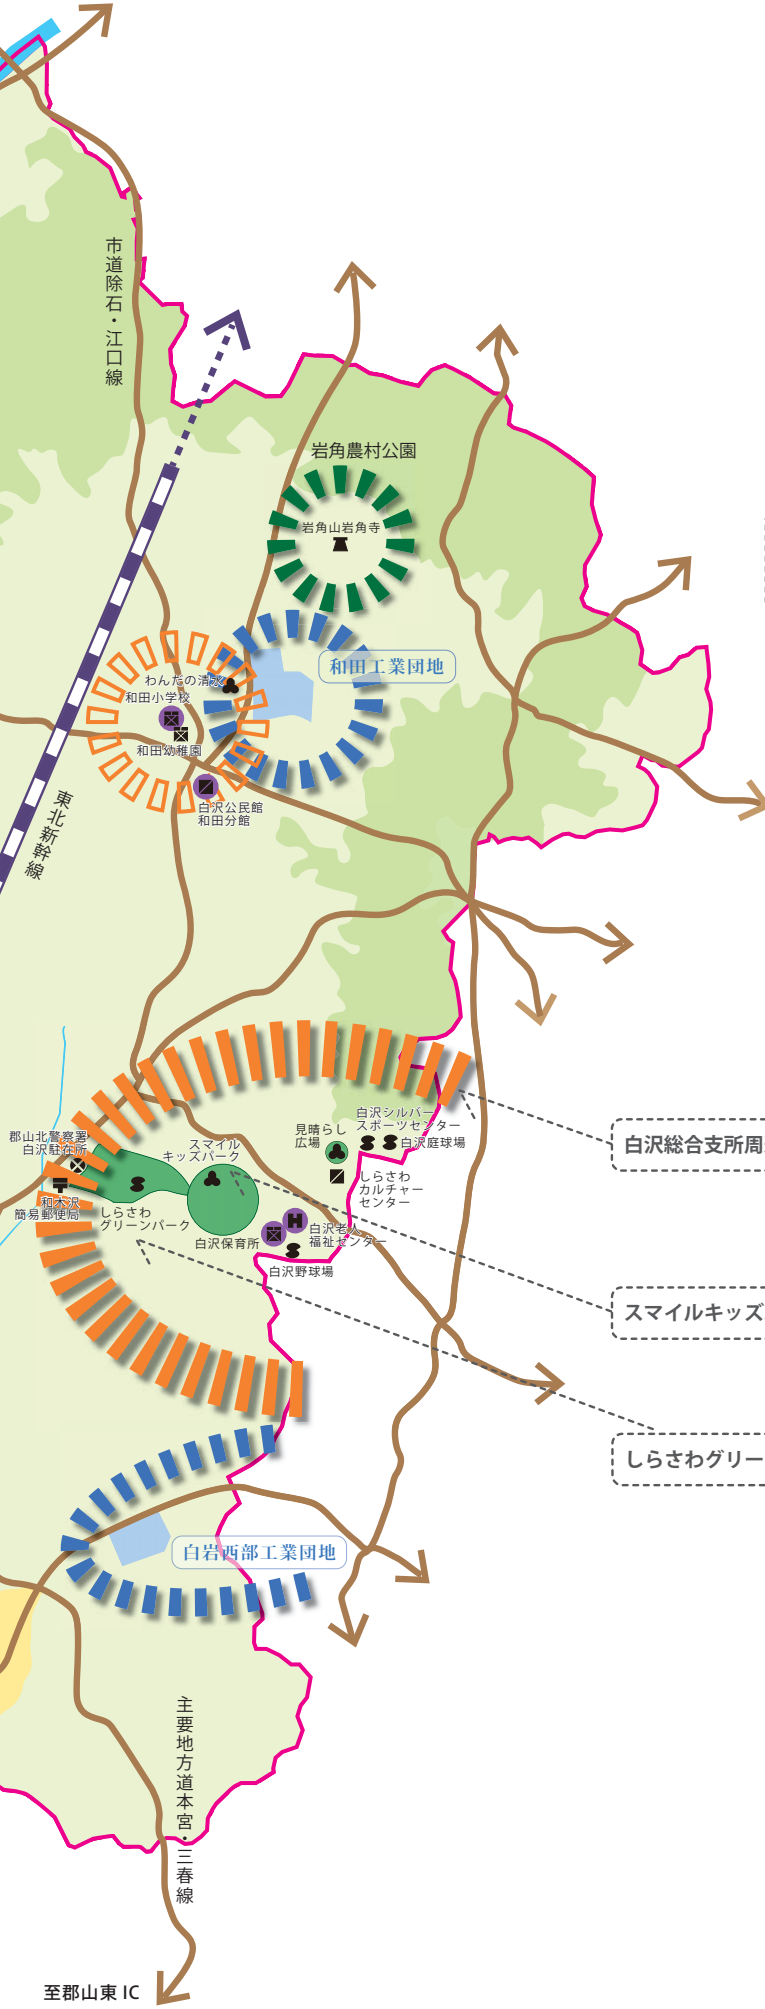 市道除石・江口線
岩角農村公園
岩角山岩角寺
和田工業団地
わんだの清水
和田小学校
和田幼稚園
白沢公民館
和田分館
東北新幹線
白沢シルバー
スポーツセンター
見晴らし
広場
白沢庭球場
白沢総合支所周
郡山北警察署
白沢駐在所
スマイル
キッズパーク
しらさわ
カルチャー
センター
和木沢
簡易郵便局
しらさわ
グリーンパーク
白沢保育所
白沢老人
福祉センター
白沢野球場
スマイルキッズ
しらさわグリー
白岩西部工業団地
主要地方道本宮・三春線
至郡山東 IC